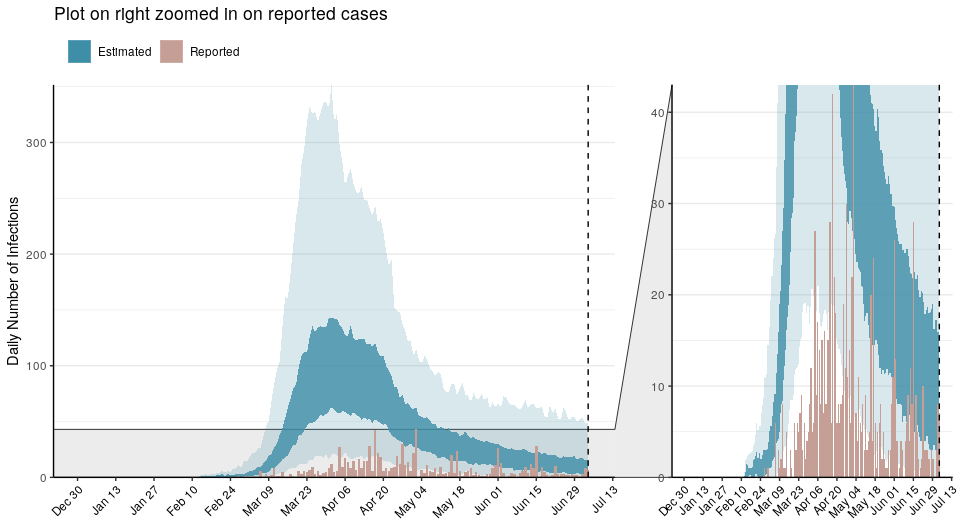 Plot on right zoomed in on reported cases
Estimated Reported
Daily Number of Infections
300
200
100
0
Dec 30 Jan 13 Jan 27 Feb 10 Feb 24 Mar 09 Mar 23 Apr 06 Apr 20 May 04 May 18 Jun 01 Jun 15 Jun 29 Jul 13
40
30
20
10
0
Dec 30 Jan 13 Jan 27 Feb 10 Feb 24 Mar 09 Mar 23 Apr 06 Apr 20 May 04 May 18 Jun 01 Jun 15 Jun 29 Jul 13